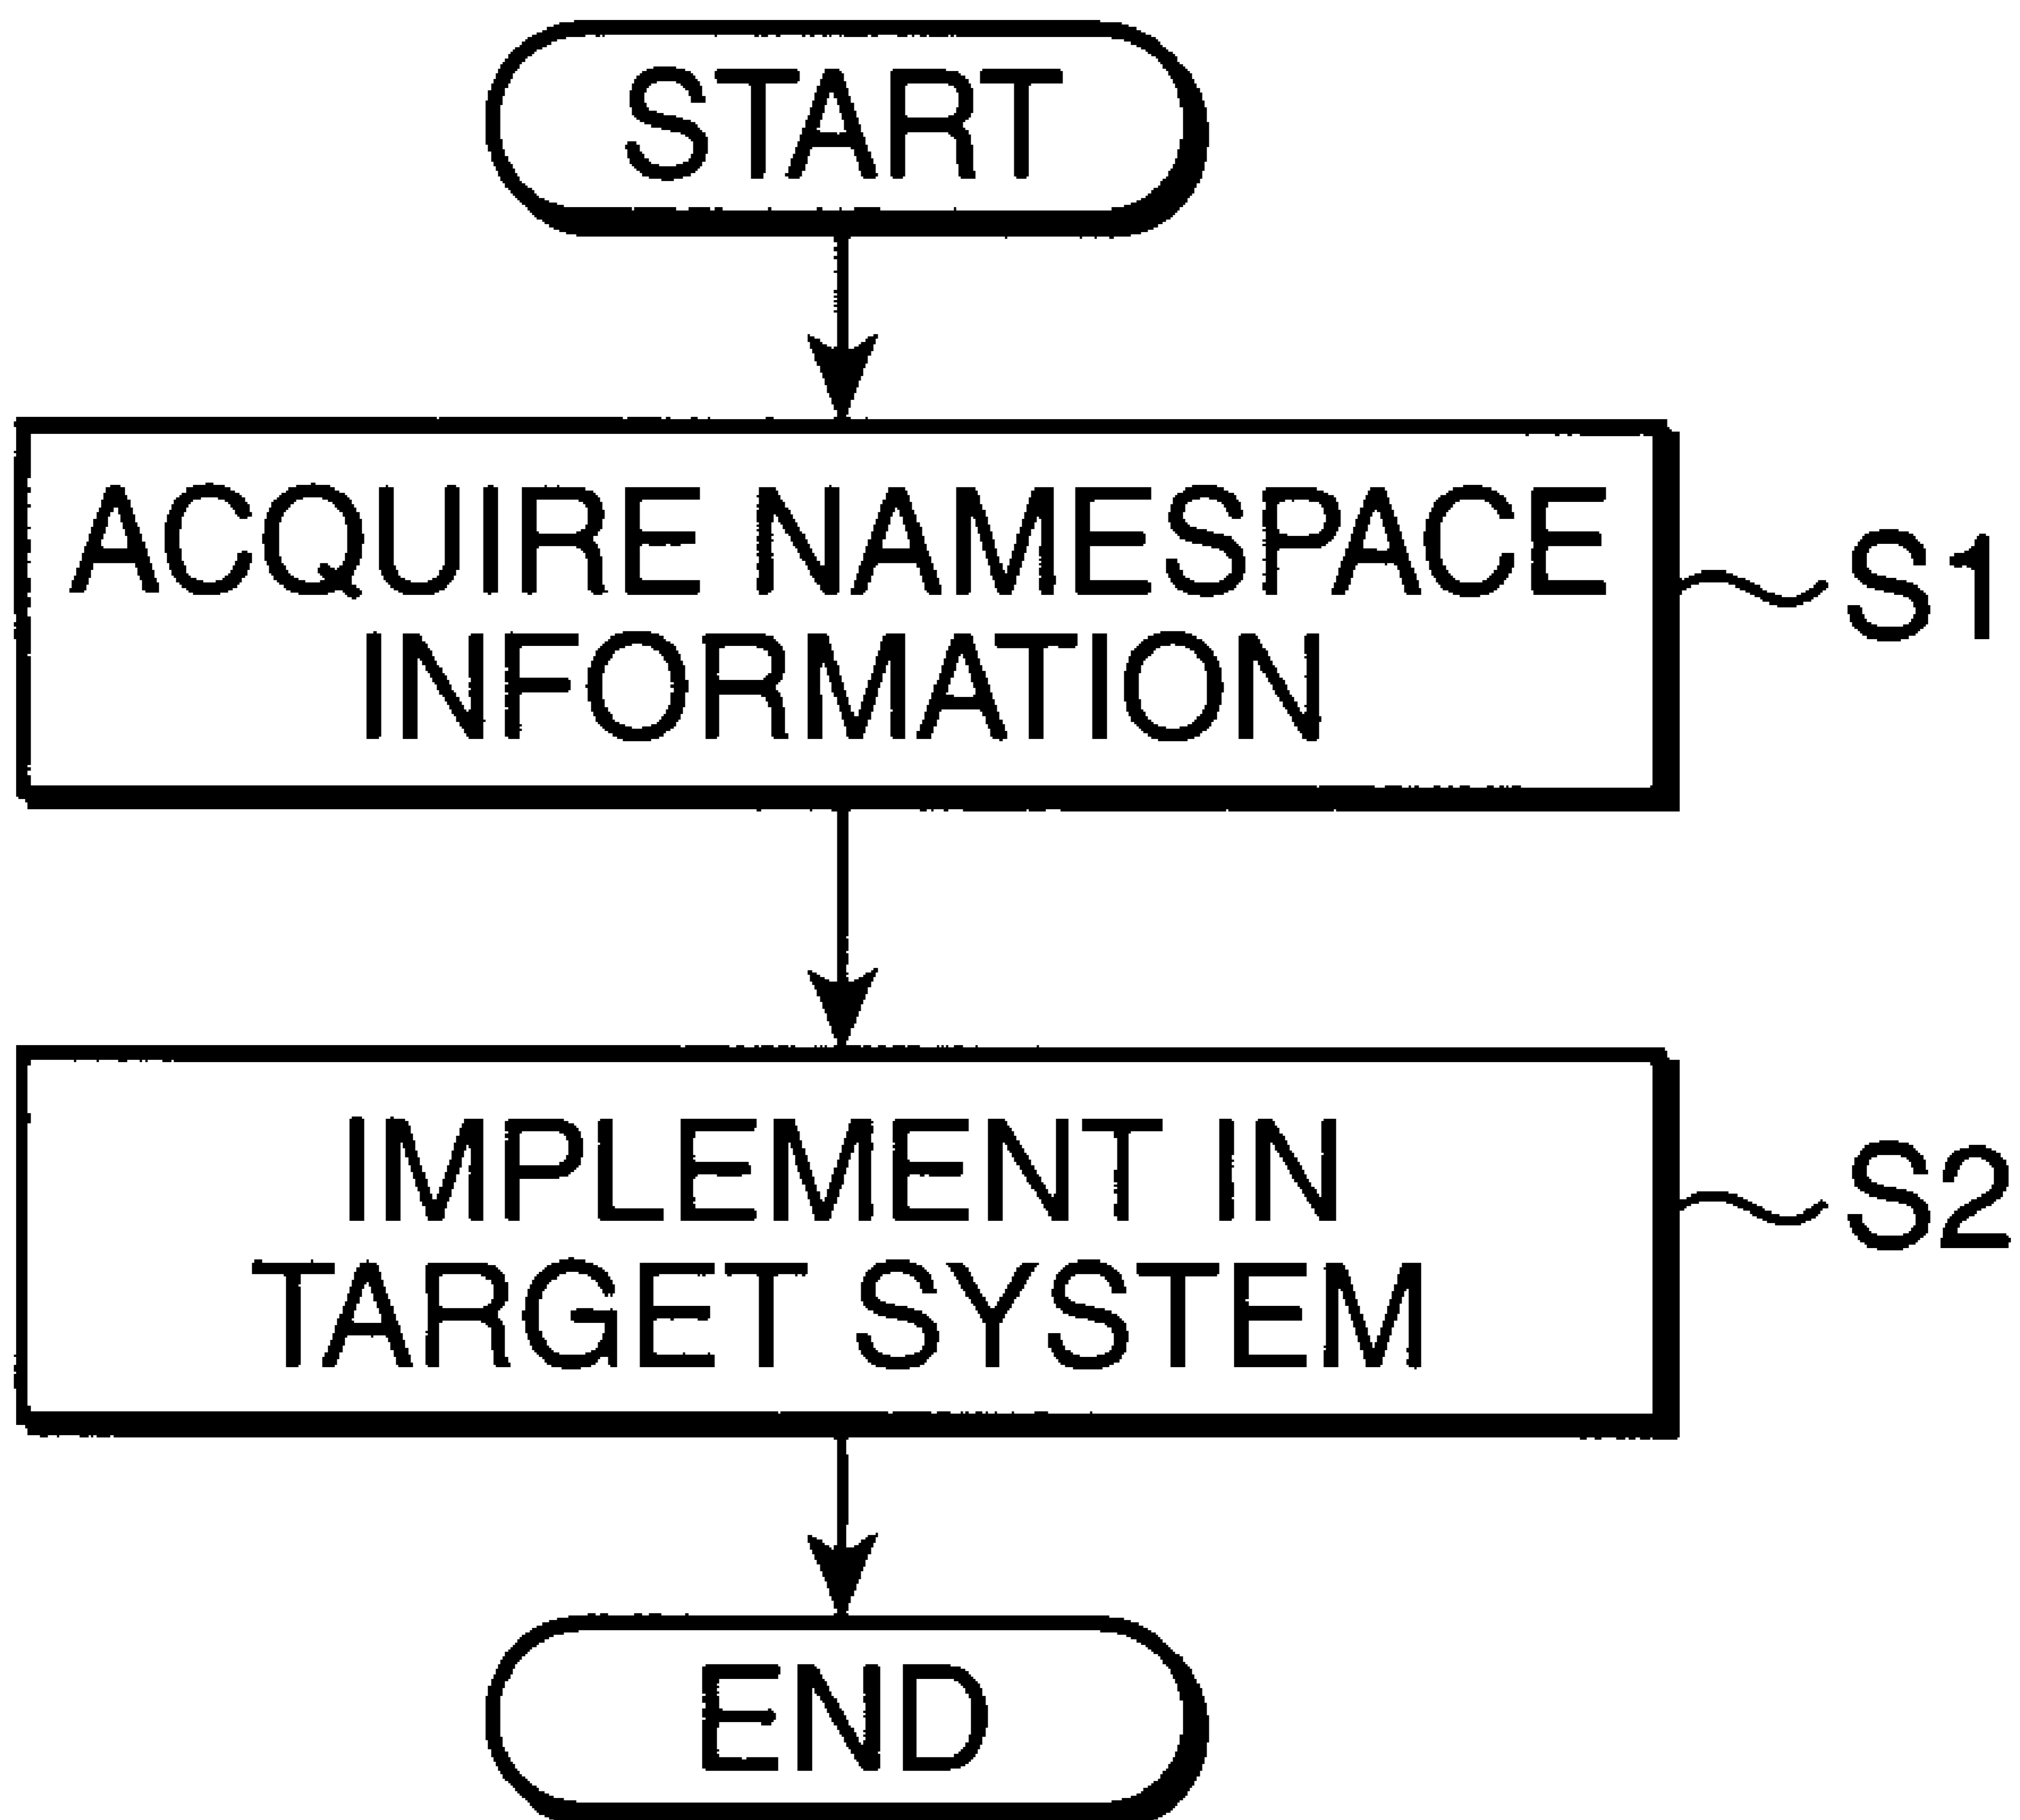 START
ACQUIRE NAMESPACE
INFORMATION
S1
IMPLEMENT IN
TARGET SYSTEM
S2
END